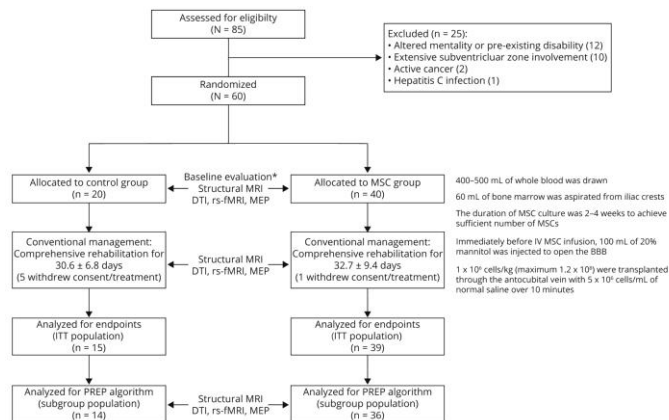 Assessed for eligibilty
(N = 85)
Excluded (n = 25):
• Altered mentality or pre-existing disability (12)
• Extensive subventricluar zone involvement (10)
• Active cancer (2)
• Hepatitis C infection (1)
Randomized
(N = 60)
Allocated to control group
(n = 20)
Baseline evaluation*
Structural MRI
DTI, rs-fMRI, MEP
Allocated to MSC group
(n = 40)
400–500 mL of whole blood was drawn
60 mL of bone marrow was aspirated from iliac crests
The duration of MSC culture was 2–4 weeks to achieve
sufficient number of MSCs
Immediately before IV MSC infusion, 100 mL of 20%
mannitol was injected to open the BBB
1 x 10⁶ cells/kg (maximum 1.2 x 10⁸) were transplanted
through the antocubital vein with 5 x 10⁶ cells/mL of
normal saline over 10 minutes
Conventional management:
Comprehensive rehabilitation for
30.6 ± 6.8 days
(5 withdrew consent/treatment)
Structural MRI
DTI, rs-fMRI, MEP
Conventional management:
Comprehensive rehabilitation for
32.7 ± 9.4 days
(1 withdrew consent/treatment)
Analyzed for endpoints
(ITT population)
n = 15
Analyzed for endpoints
(ITT population)
n = 39
Analyzed for PREP algorithm
(subgroup population)
n = 14
Structural MRI
DTI, rs-fMRI, MEP
Analyzed for PREP algorithm
(subgroup population)
n = 36